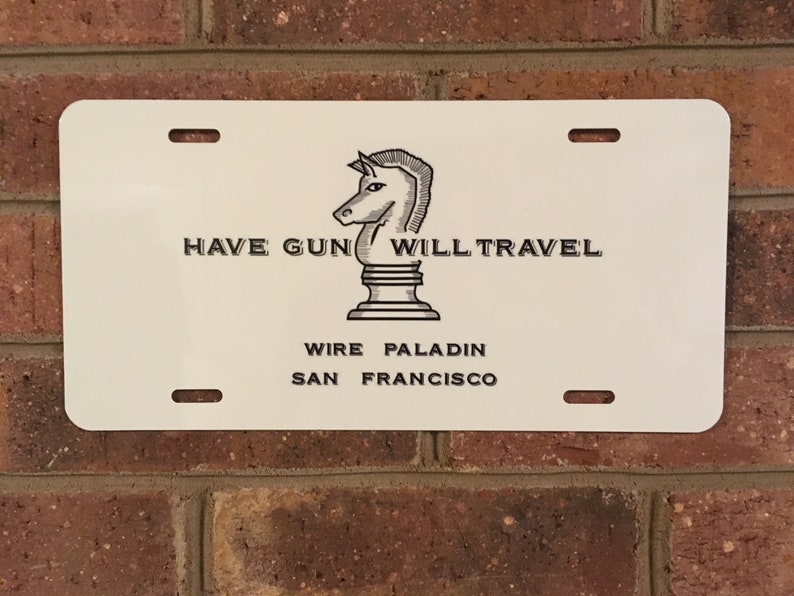 HAVE GUN WILL TRAVEL
WIRE PALADIN
SAN FRANCISCO